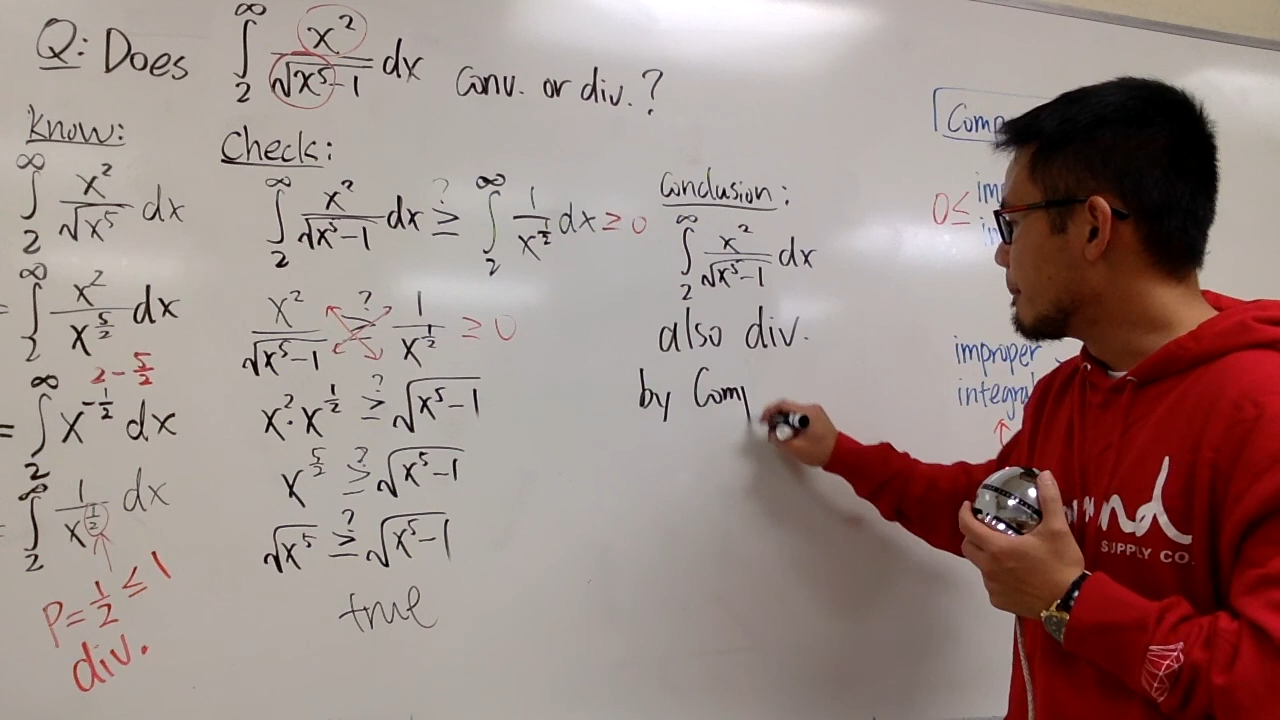 Q: Does ∫₂^∞ x²/√(x⁵-1) dx conv. or div.?
Know:
∫₂^∞ x²/√x⁵ dx
= ∫₂^∞ x²/x^(5/2) dx
2 - 5/2
= ∫₂^∞ x^(-1/2) dx
= ∫₂^∞ 1/x^(1/2) dx
P = 1/2 ≤ 1
div.
Check:
∫₂^∞ x²/√(x⁵-1) dx ≥? ∫₂^∞ 1/x^(1/2) dx ≥ 0
x²/√(x⁵-1) ≥? 1/x^(1/2) ≥ 0
x²·x^(1/2) ≥? √(x⁵-1)
x^(5/2) ≥? √(x⁵-1)
√x⁵ ≥? √(x⁵-1)
true
Conclusion:
∫₂^∞ x²/√(x⁵-1) dx
also div.
by Comp
Comp
0≤
improper
SUPPLY CO.